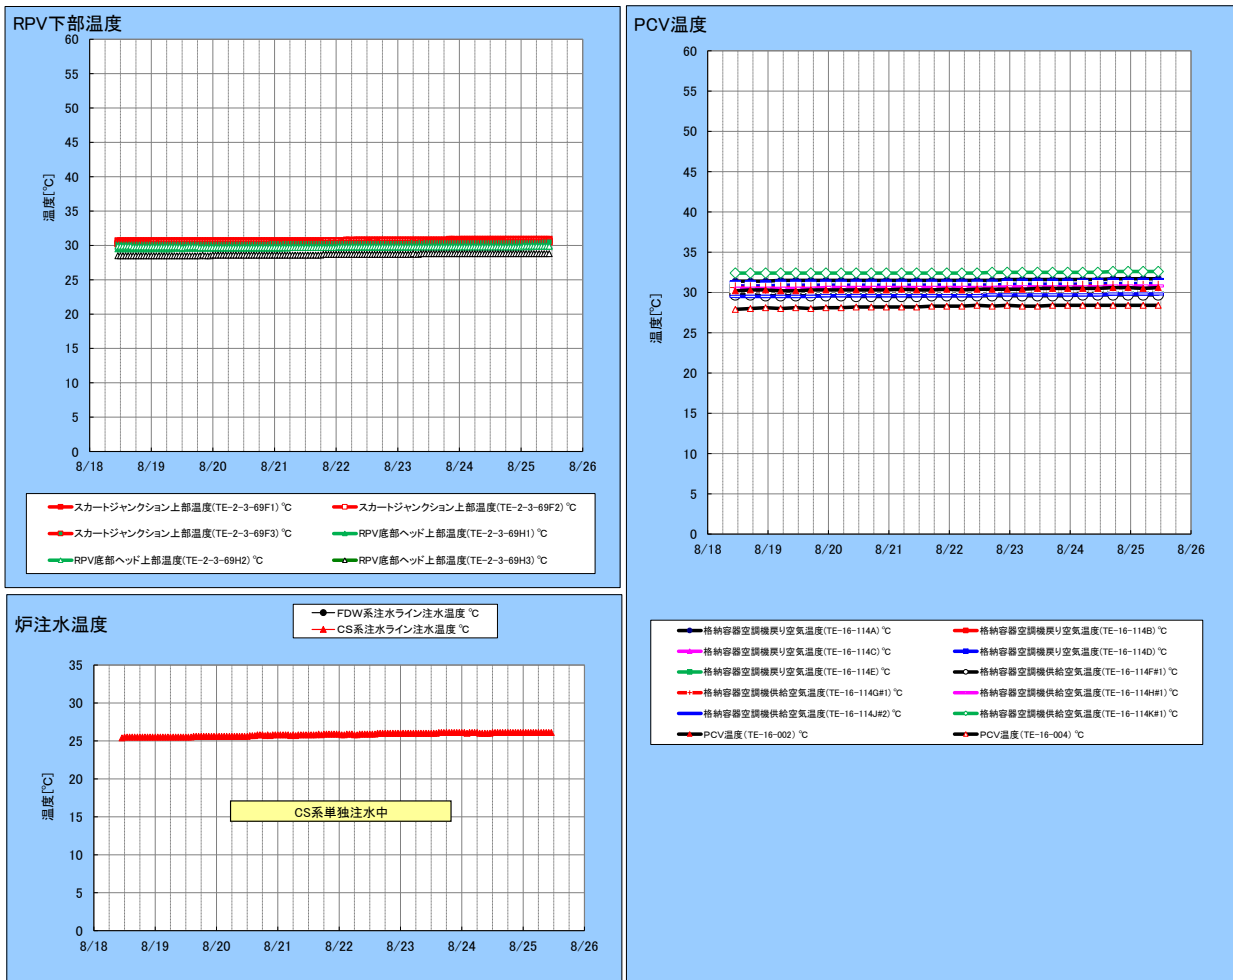 RPV下部温度
60
55
50
45
40
35
30
25
20
15
10
5
0
温度[℃]
8/18 8/19 8/20 8/21 8/22 8/23 8/24 8/25 8/26
スカートジャンクション上部温度(TE-2-3-69F1) ℃ スカートジャンクション上部温度(TE-2-3-69F2) ℃
スカートジャンクション上部温度(TE-2-3-69F3) ℃ RPV底部ヘッド上部温度(TE-2-3-69H1) ℃
RPV底部ヘッド上部温度(TE-2-3-69H2) ℃ RPV底部ヘッド上部温度(TE-2-3-69H3) ℃
炉注水温度
FDW系注水ライン注水温度 ℃
CS系注水ライン注水温度 ℃
35
30
25
20
15
10
5
0
温度[℃]
CS系単独注水中
8/18 8/19 8/20 8/21 8/22 8/23 8/24 8/25 8/26
PCV温度
60
55
50
45
40
35
30
25
20
15
10
5
0
温度[℃]
8/18 8/19 8/20 8/21 8/22 8/23 8/24 8/25 8/26
格納容器空調機戻り空気温度(TE-16-114A) ℃ 格納容器空調機戻り空気温度(TE-16-114B) ℃
格納容器空調機戻り空気温度(TE-16-114C) ℃ 格納容器空調機戻り空気温度(TE-16-114D) ℃
格納容器空調機戻り空気温度(TE-16-114E) ℃ 格納容器空調機供給空気温度(TE-16-114F#1) ℃
格納容器空調機供給空気温度(TE-16-114G#1) ℃ 格納容器空調機供給空気温度(TE-16-114H#1) ℃
格納容器空調機供給空気温度(TE-16-114J#2) ℃ 格納容器空調機供給空気温度(TE-16-114K#1) ℃
PCV温度(TE-16-002) ℃ PCV温度(TE-16-004) ℃